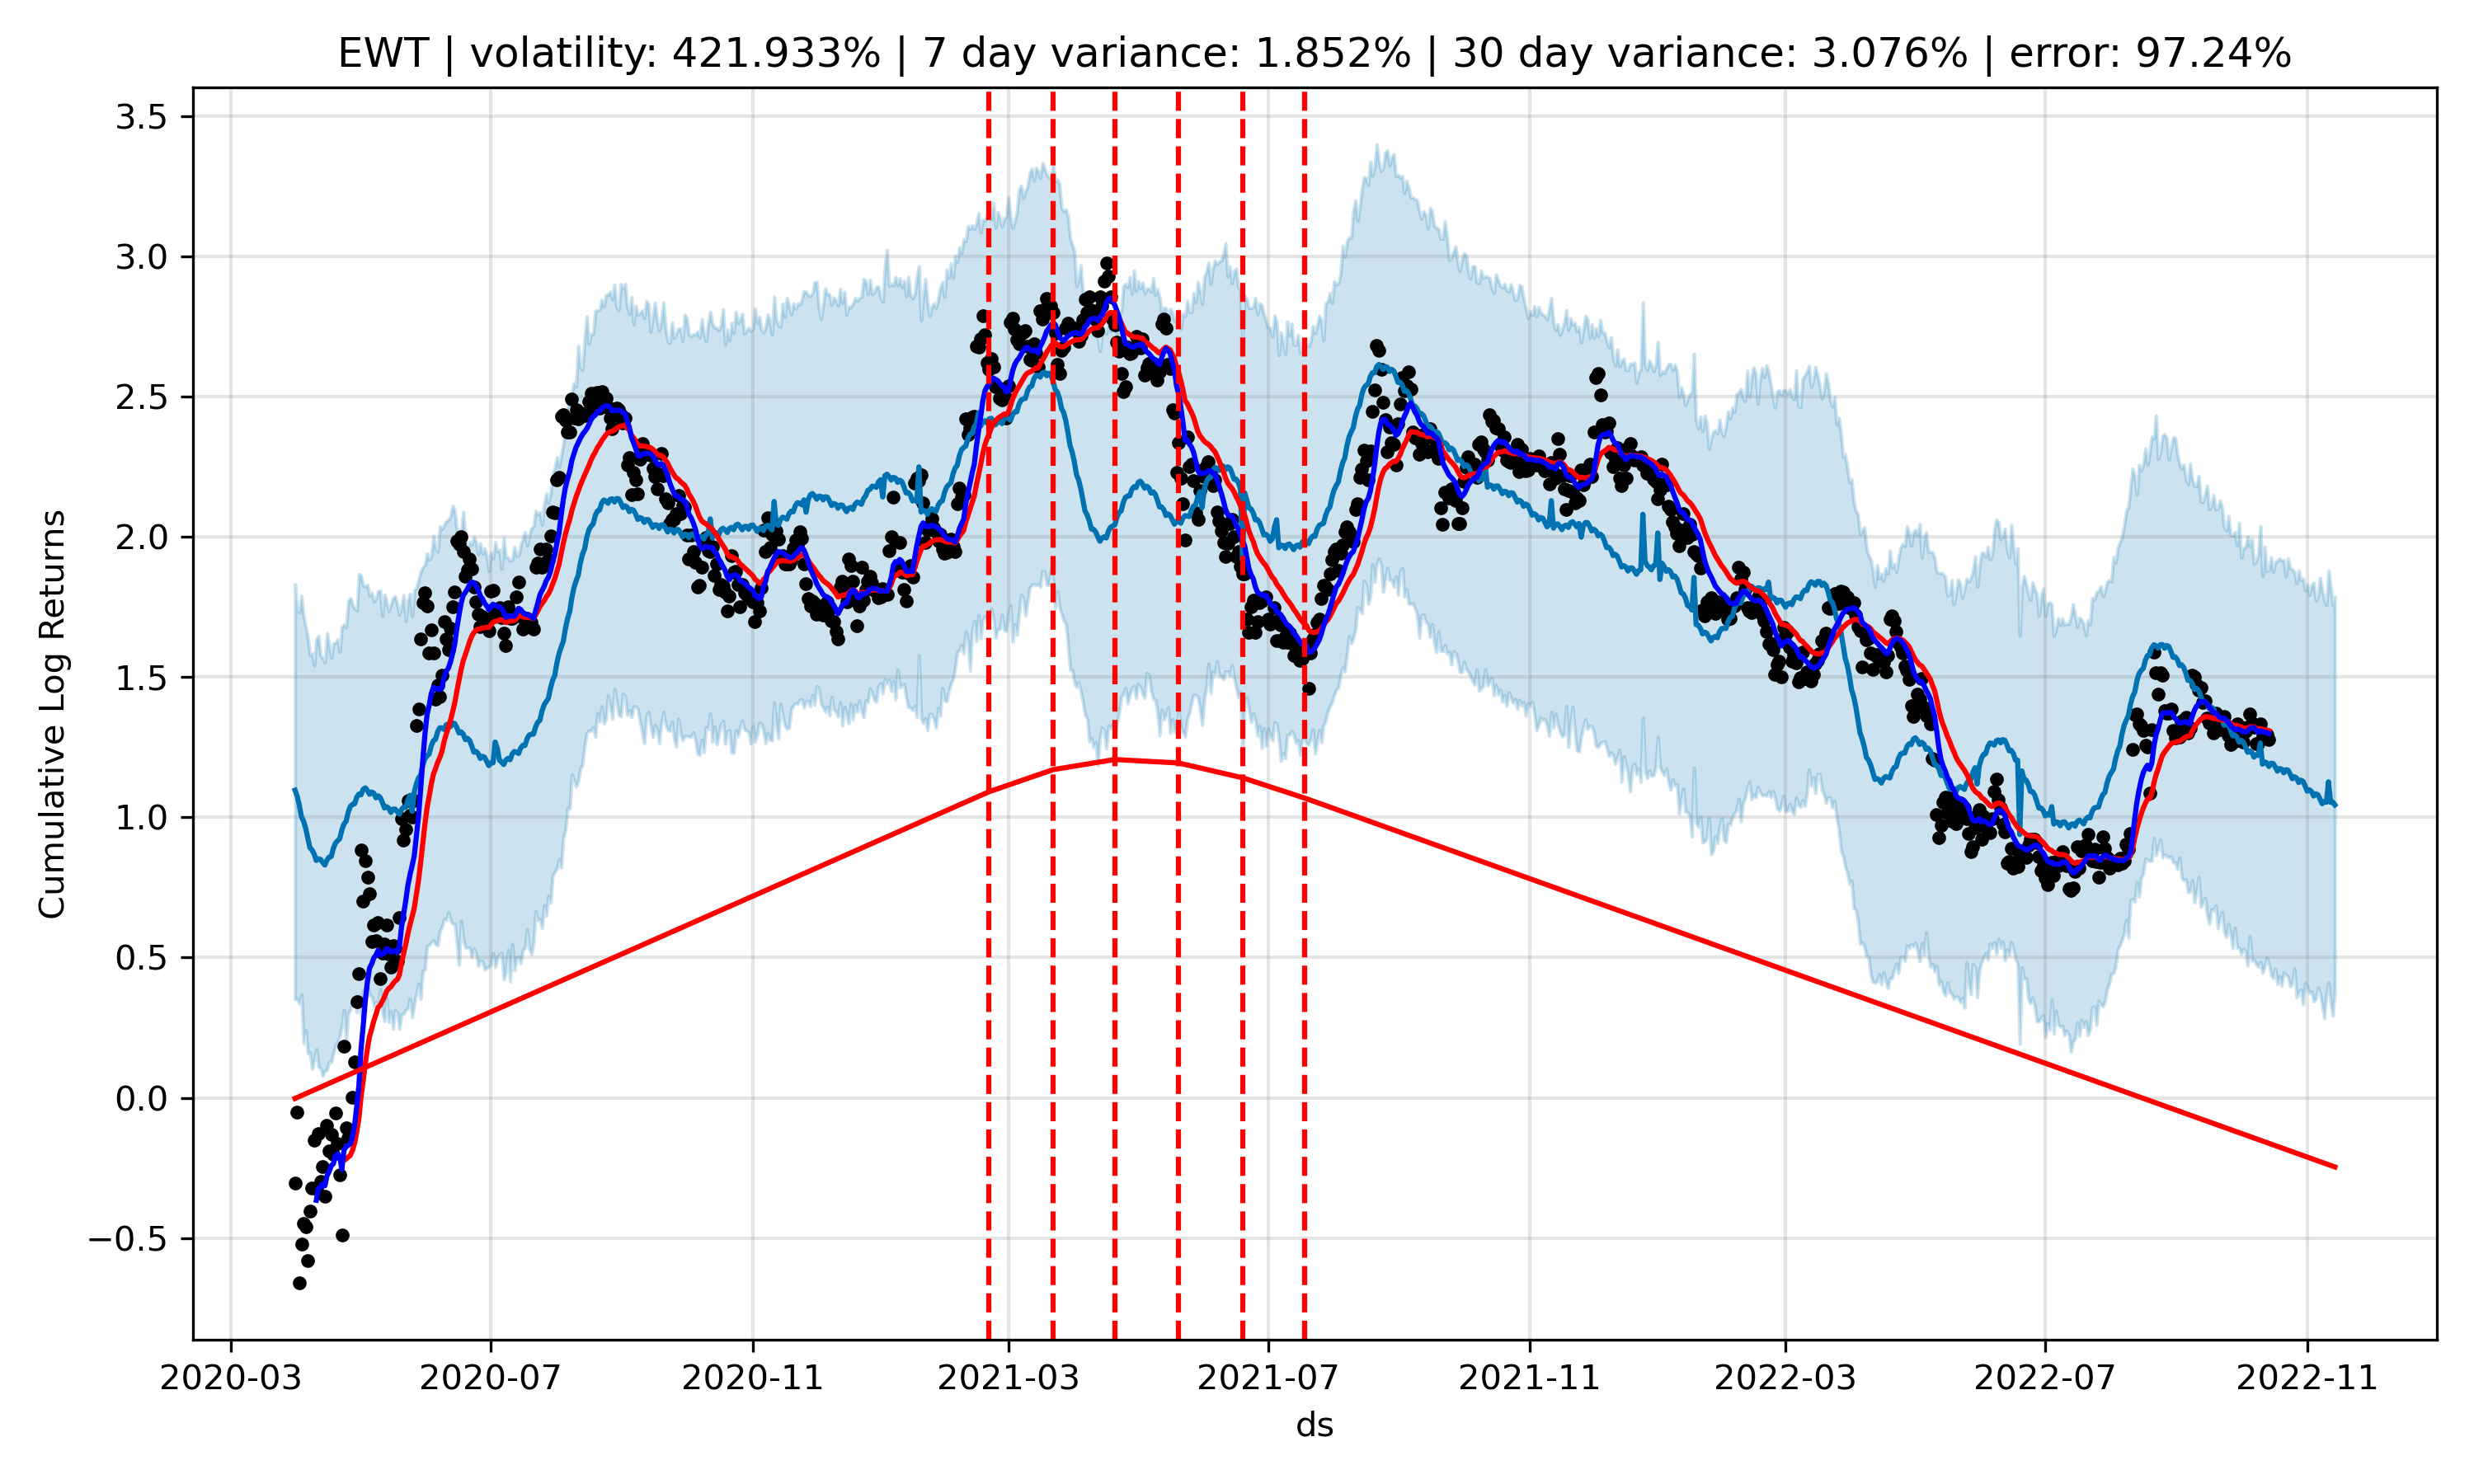 EWT | volatility: 421.933% | 7 day variance: 1.852% | 30 day variance: 3.076% | error: 97.24%
3.5
3.0
2.5
2.0
1.5
1.0
0.5
0.0
−0.5
Cumulative Log Returns
2020-03 2020-07 2020-11 2021-03 2021-07 2021-11 2022-03 2022-07 2022-11
ds